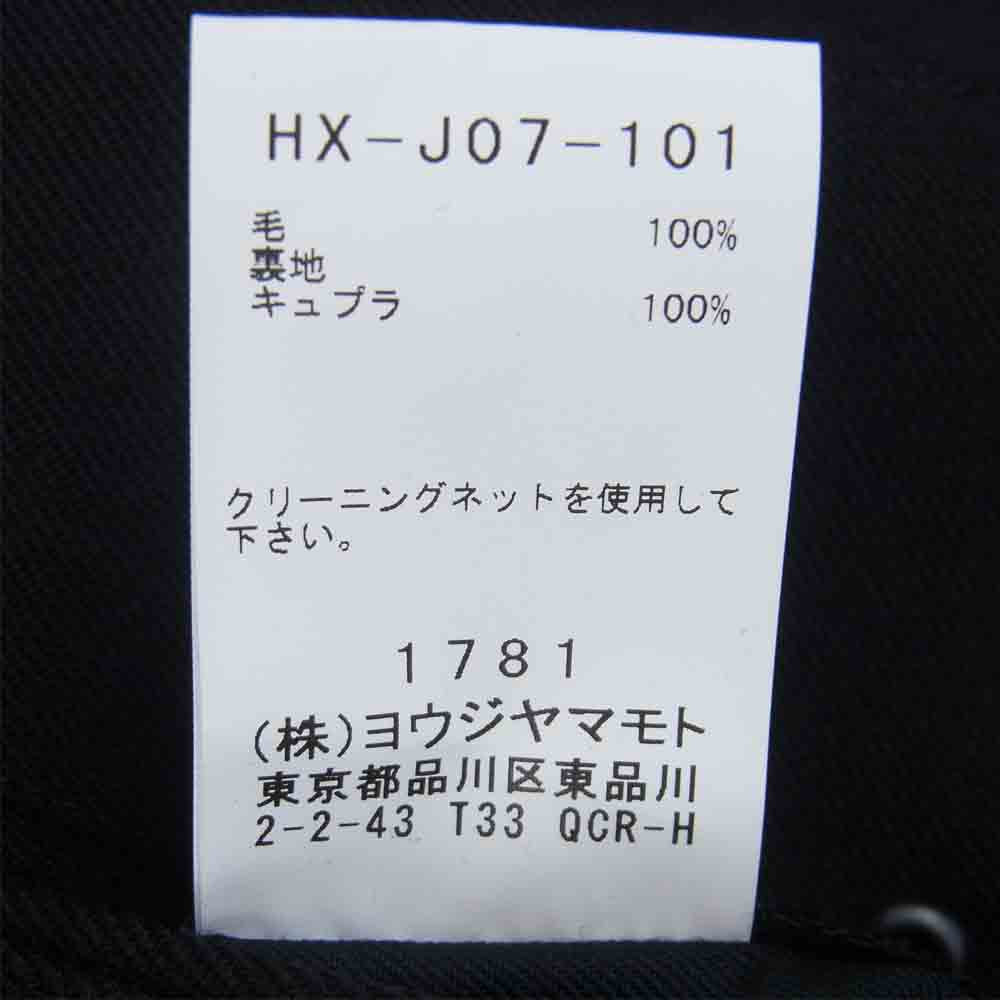 HX-J07-101
毛 100%
裏地
キュプラ 100%
クリーニングネットを使用して
下さい。
1781
(株)ヨウジヤマモト
東京都品川区東品川
2-2-43 T33 QCR-H